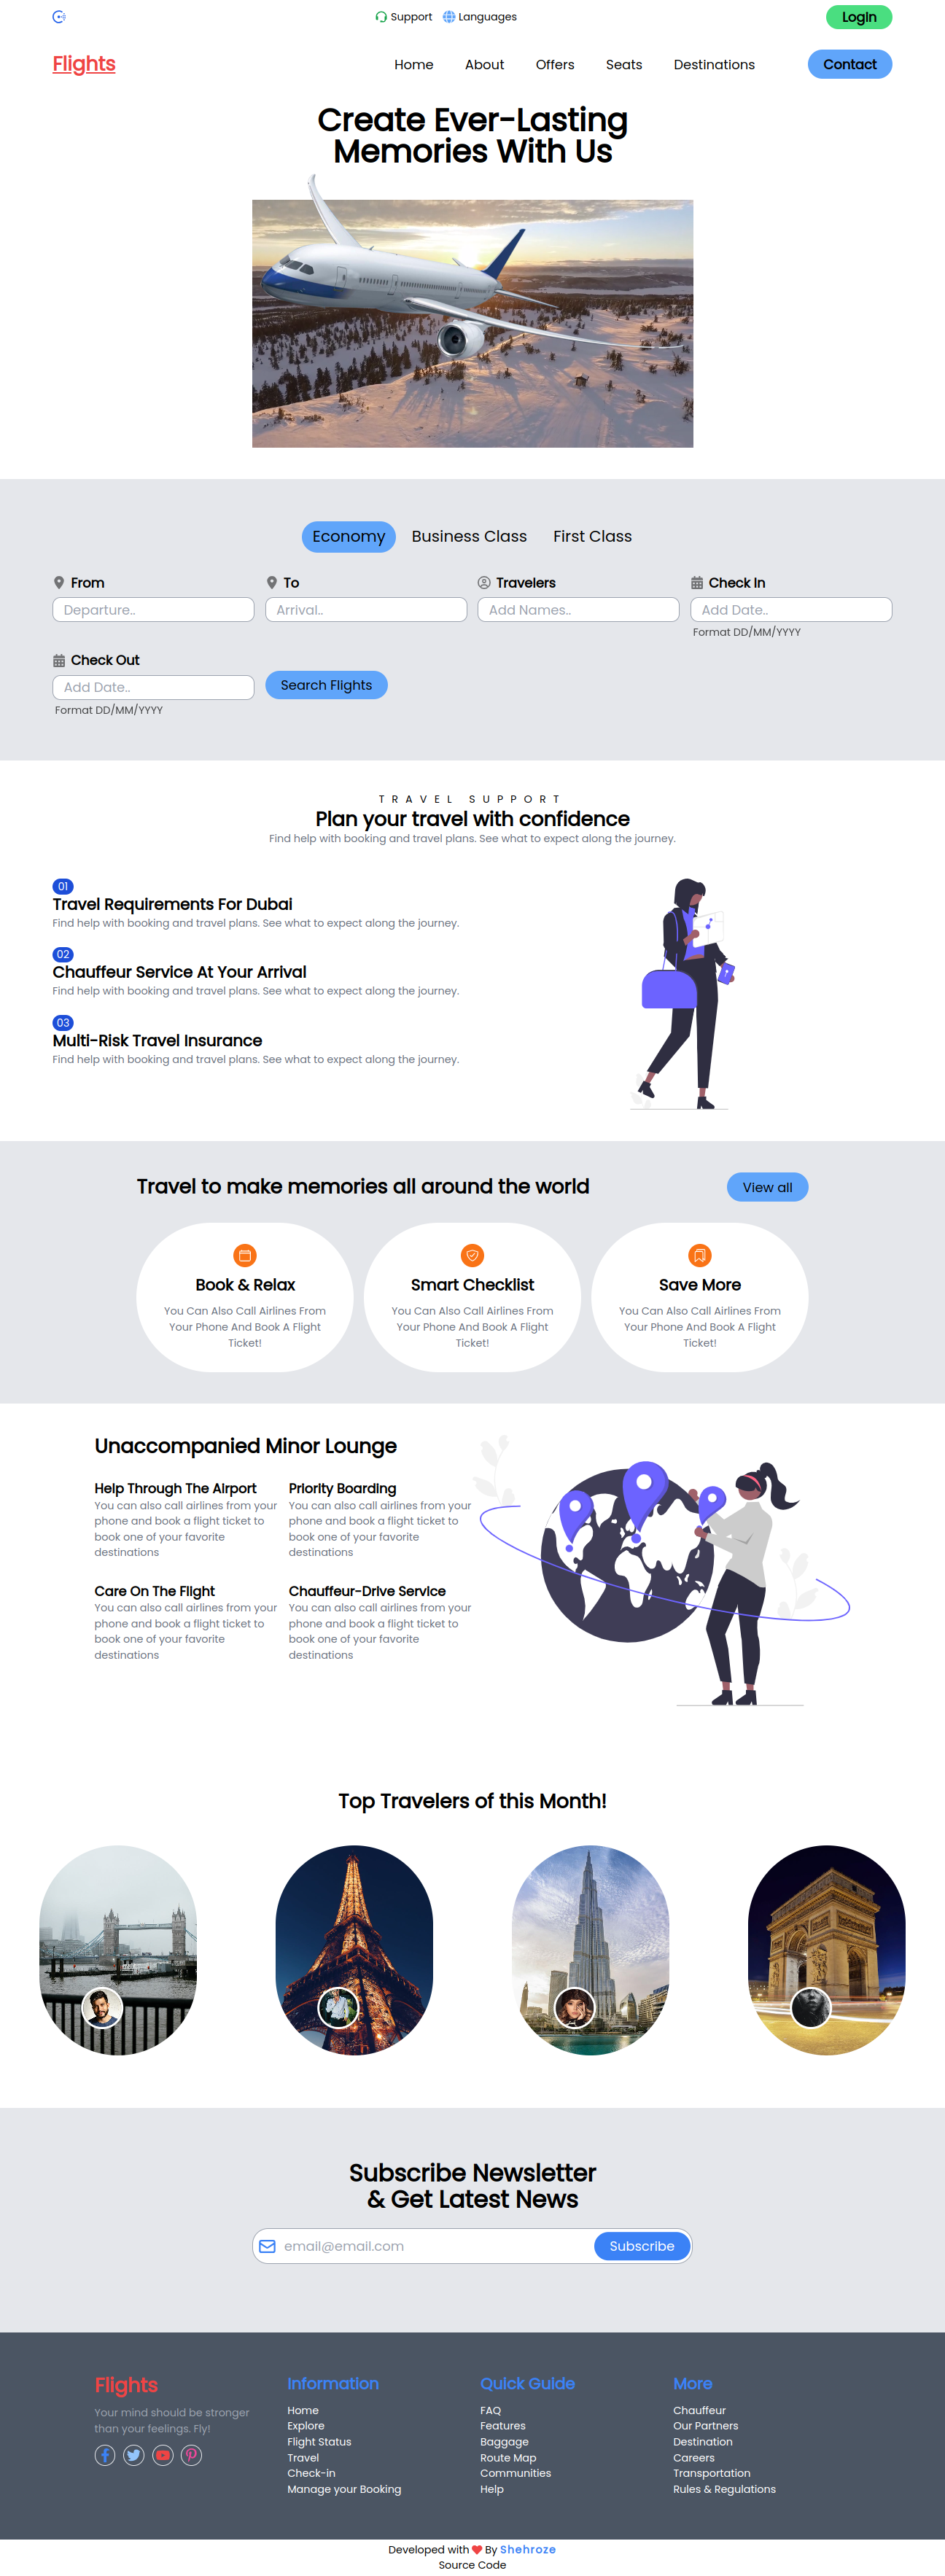 Support Languages Login
Flights Home About Offers Seats Destinations Contact
Create Ever-Lasting
Memories With Us
Economy Business Class First Class
From To Travelers Check In
Departure.. Arrival.. Add Names.. Add Date..
Format DD/MM/YYYY
Check Out
Add Date.. Search Flights
Format DD/MM/YYYY
TRAVEL SUPPORT
Plan your travel with confidence
Find help with booking and travel plans. See what to expect along the journey.
01
Travel Requirements For Dubai
Find help with booking and travel plans. See what to expect along the journey.
02
Chauffeur Service At Your Arrival
Find help with booking and travel plans. See what to expect along the journey.
03
Multi-Risk Travel Insurance
Find help with booking and travel plans. See what to expect along the journey.
Travel to make memories all around the world View all
Book & Relax
You Can Also Call Airlines From
Your Phone And Book A Flight
Ticket!
Smart Checklist
You Can Also Call Airlines From
Your Phone And Book A Flight
Ticket!
Save More
You Can Also Call Airlines From
Your Phone And Book A Flight
Ticket!
Unaccompanied Minor Lounge
Help Through The Airport
You can also call airlines from your
phone and book a flight ticket to
book one of your favorite
destinations
Priority Boarding
You can also call airlines from your
phone and book a flight ticket to
book one of your favorite
destinations
Care On The Flight
You can also call airlines from your
phone and book a flight ticket to
book one of your favorite
destinations
Chauffeur-Drive Service
You can also call airlines from your
phone and book a flight ticket to
book one of your favorite
destinations
Top Travelers of this Month!
Subscribe Newsletter
& Get Latest News
email@email.com Subscribe
Flights
Your mind should be stronger
than your feelings. Fly!
Information
Home
Explore
Flight Status
Travel
Check-in
Manage your Booking
Quick Guide
FAQ
Features
Baggage
Route Map
Communities
Help
More
Chauffeur
Our Partners
Destination
Careers
Transportation
Rules & Regulations
Developed with ❤ By Shehroze
Source Code